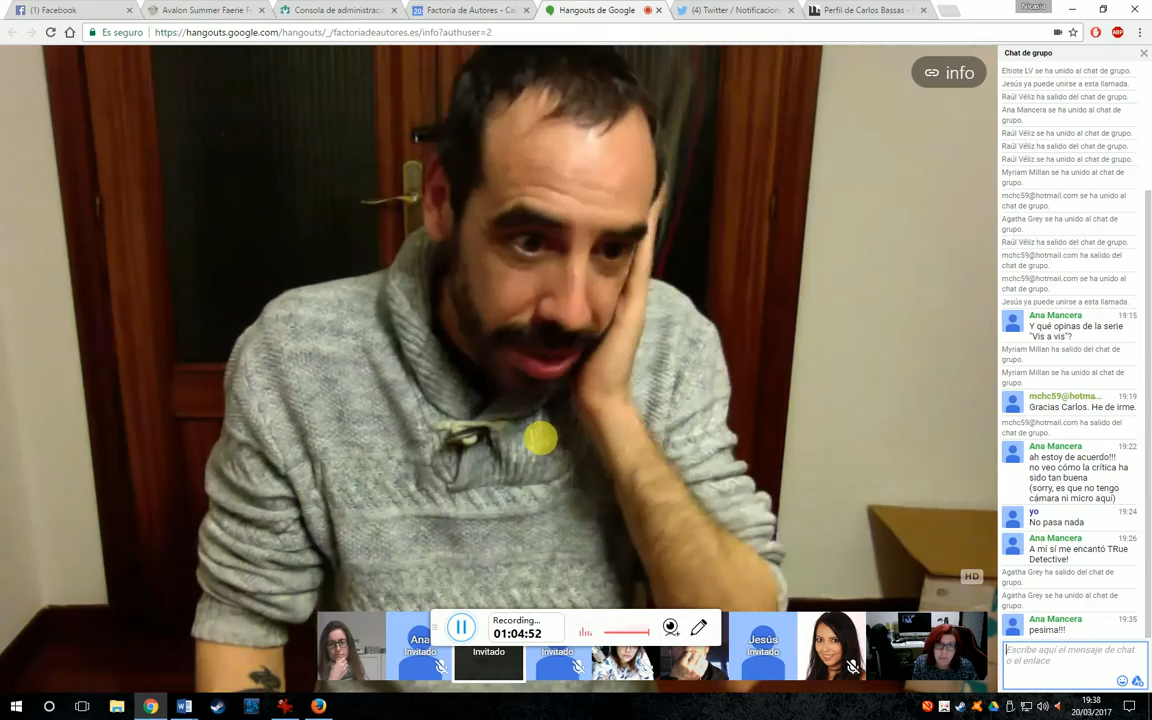 (1) Facebook
Avalon Summer Faerie F
Consola de administraci
Factoría de Autores - Cal
Hangouts de Google
(4) Twitter / Notificacion
Perfil de Carlos Bassas -
Nicasia
Es seguro
https://hangouts.google.com/hangouts/_/factoriadeautores.es/info?authuser=2
info
Chat de grupo
Eltiote LV se ha unido al chat de grupo.
Jesús ya puede unirse a esta llamada.
Raúl Véliz ha salido del chat de grupo.
Ana Mancera se ha unido al chat de
grupo.
Raúl Véliz se ha unido al chat de grupo.
Raúl Véliz ha salido del chat de grupo.
Raúl Véliz se ha unido al chat de grupo.
Myriam Millan se ha unido al chat de
grupo.
mchc59@hotmail.com se ha unido al
chat de grupo.
Agatha Grey se ha unido al chat de
grupo.
Raúl Véliz ha salido del chat de grupo.
mchc59@hotmail.com ha salido del
chat de grupo.
mchc59@hotmail.com se ha unido al
chat de grupo.
Jesús ya puede unirse a esta llamada.
Ana Mancera 19:15
Y qué opinas de la serie
"Vis a vis"?
Myriam Millan ha salido del chat de
grupo.
Myriam Millan se ha unido al chat de
grupo.
mchc59@hotma... 19:19
Gracias Carlos. He de irme.
mchc59@hotmail.com ha salido del
chat de grupo.
Ana Mancera 19:22
ah estoy de acuerdo!!!
no veo cómo la crítica ha
sido tan buena
(sorry, es que no tengo
cámara ni micro aquí)
yo 19:24
No pasa nada
Ana Mancera 19:26
A mí sí me encantó TRue
Detective!
Agatha Grey ha salido del chat de
grupo.
Agatha Grey se ha unido al chat de
grupo.
Ana Mancera 19:35
pesima!!!
Escribe aquí el mensaje de chat
o el enlace
HD
Recording...
01:04:52
Ana
Invitado
Invitado
Invitado
Jesús
Invitado
19:38
20/03/2017